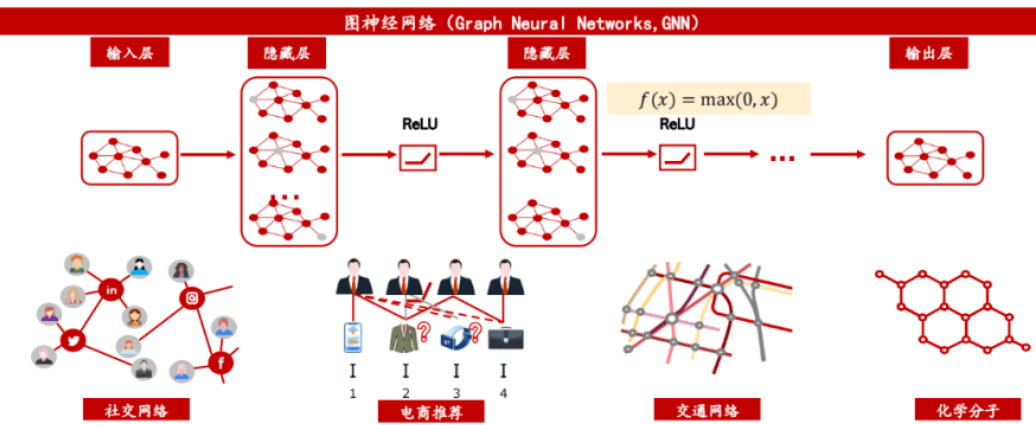 图神经网络（Graph Neural Networks,GNN）
输入层
隐藏层
隐藏层
输出层
f(x) = max(0, x)
ReLU
ReLU
...
...
in
f
? ?
I I I I
1 2 3 4
社交网络
电商推荐
交通网络
化学分子